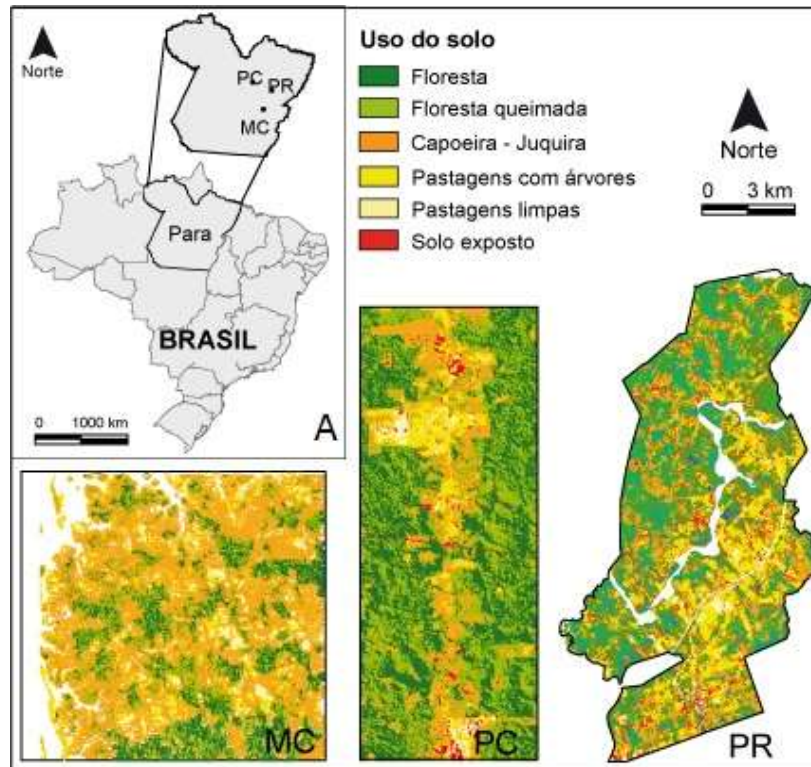 Norte
PC
PR
MC
Para
BRASIL
0 1000 km
A
Uso do solo
Floresta
Floresta queimada
Capoeira - Juquira
Pastagens com árvores
Pastagens limpas
Solo exposto
Norte
0 3 km
MC
PC
PR